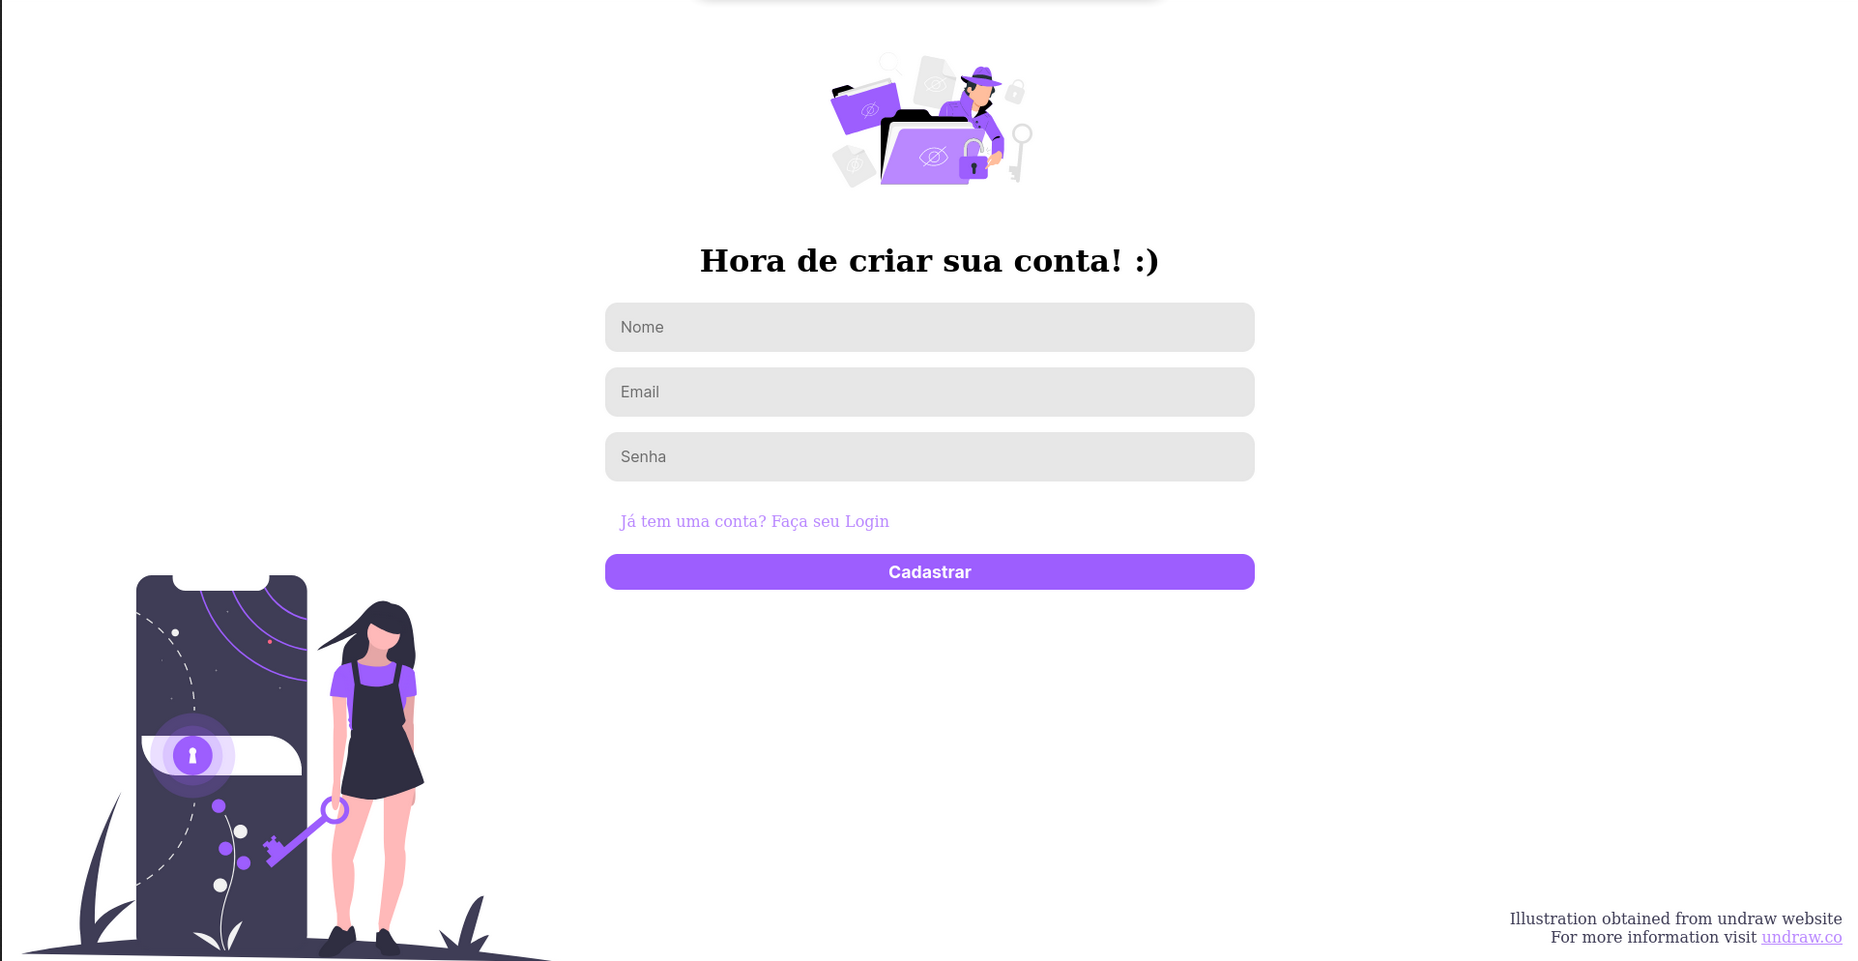 Hora de criar sua conta! :)
Nome
Email
Senha
Já tem uma conta? Faça seu Login
Cadastrar
Illustration obtained from undraw website
For more information visit undraw.co